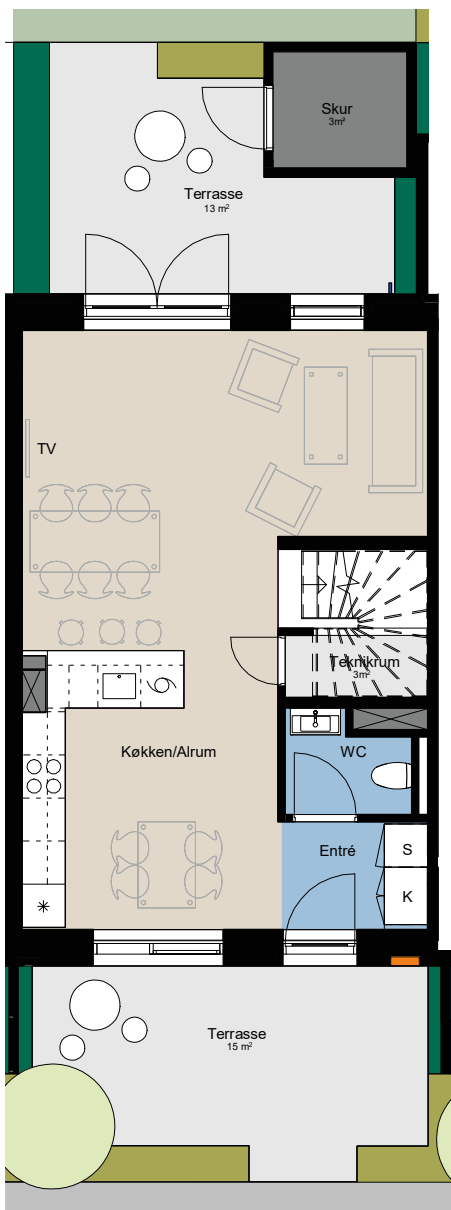 Skur
3m²
Terrasse
13 m²
TV
Teknikrum
3m²
Køkken/Alrum
WC
Entré
S
K
Terrasse
15 m²